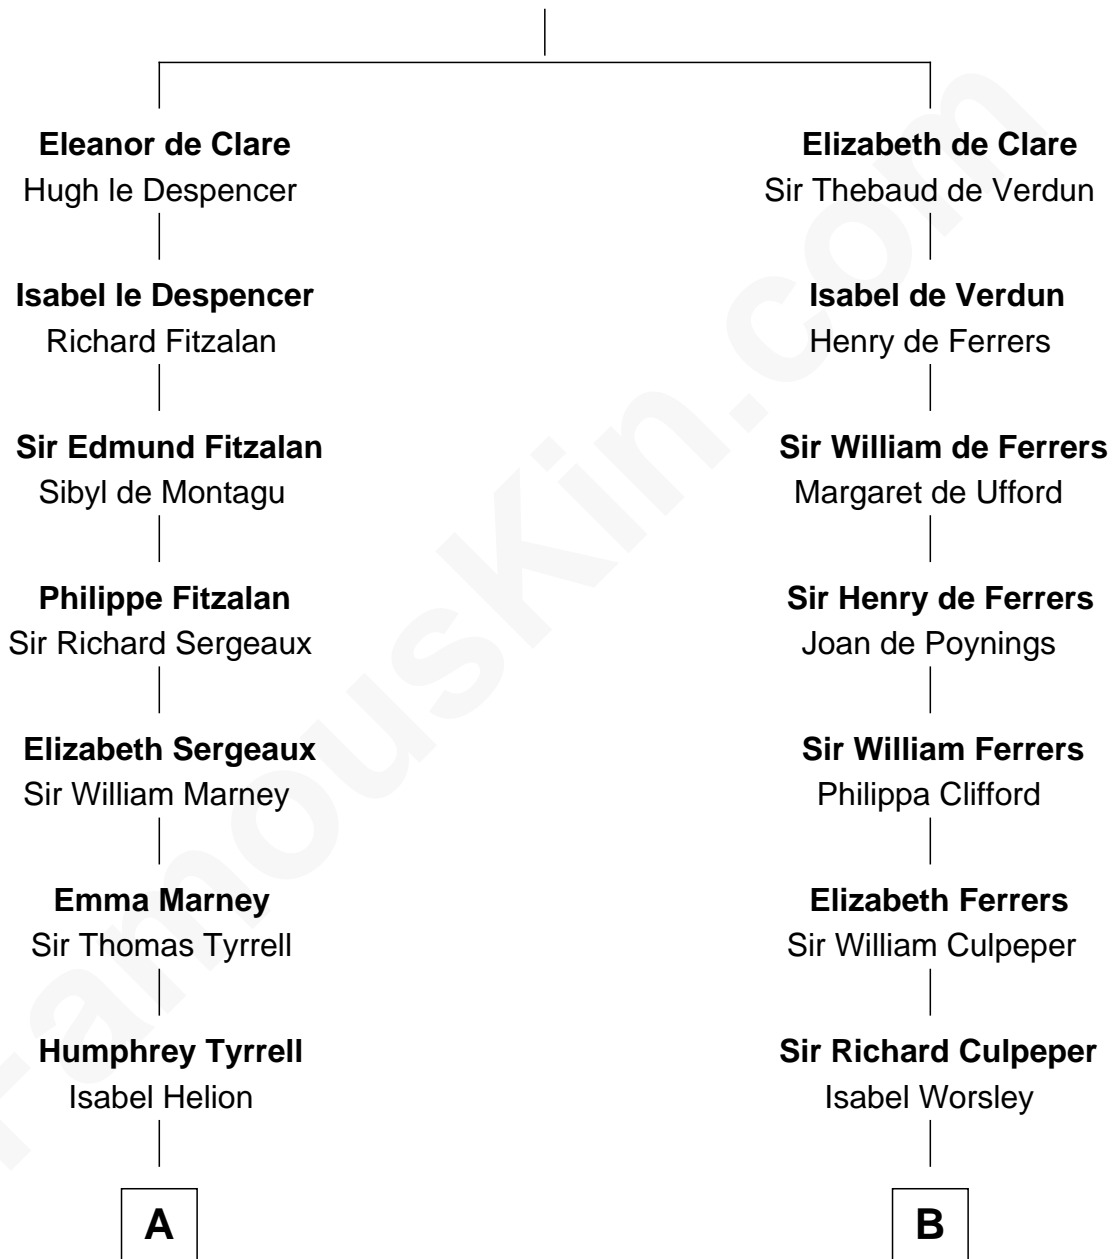 Eleanor de Clare
Hugh le Despencer
Isabel le Despencer
Richard Fitzalan
Sir Edmund Fitzalan
Sibyl de Montagu
Philippe Fitzalan
Sir Richard Sergeaux
Elizabeth Sergeaux
Sir William Marney
Emma Marney
Sir Thomas Tyrrell
Humphrey Tyrrell
Isabel Helion
A
Elizabeth de Clare
Sir Thebaud de Verdun
Isabel de Verdun
Henry de Ferrers
Sir William de Ferrers
Margaret de Ufford
Sir Henry de Ferrers
Joan de Poynings
Sir William Ferrers
Philippa Clifford
Elizabeth Ferrers
Sir William Culpeper
Sir Richard Culpeper
Isabel Worsley
B
FamousKin.com